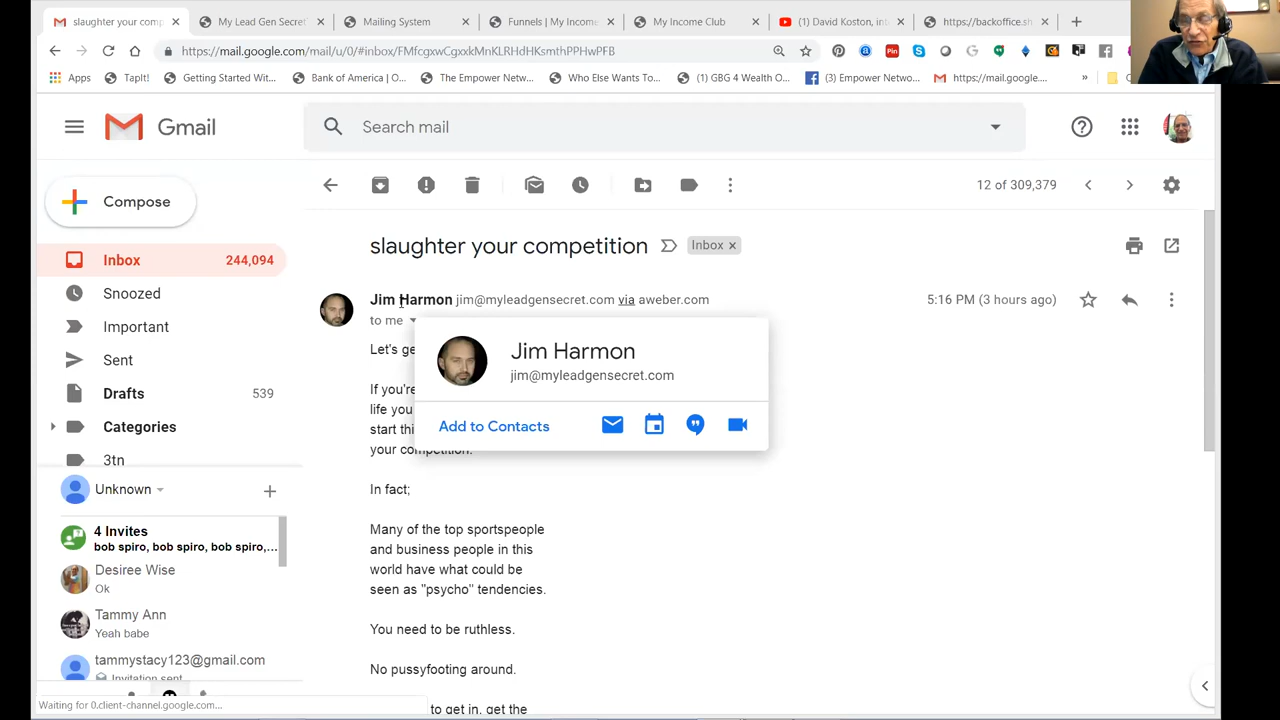 slaughter your comp
My Lead Gen Secre
Mailing System
Funnels | My Incom
My Income Club
(1) David Koston, int
https://backoffice.sh
https://mail.google.com/mail/u/0/#inbox/FMfcgxwCgxxkMnKLRHdHKsmthPPHwPFB
Apps
TapIt!
Getting Started Wit...
Bank of America | O...
The Empower Netw...
Who Else Wants To...
(1) GBG 4 Wealth O...
(3) Empower Netwo...
https://mail.google....
»
Gmail
Search mail
Compose
12 of 309,379
slaughter your competition
Inbox x
Inbox 244,094
Snoozed
Important
Sent
Drafts 539
Categories
3tn
Jim Harmon jim@myleadgensecret.com via aweber.com
5:16 PM (3 hours ago)
to me
Let's ge
If you're
life you
start thi
your competition.
Jim Harmon
jim@myleadgensecret.com
Add to Contacts
In fact;
Many of the top sportspeople
and business people in this
world have what could be
seen as "psycho" tendencies.
You need to be ruthless.
No pussyfooting around.
to get in, get the
Unknown
4 Invites
bob spiro, bob spiro, bob spiro,...
Desiree Wise
Ok
Tammy Ann
Yeah babe
tammystacy123@gmail.com
Invitation sent
Waiting for 0.client-channel.google.com...